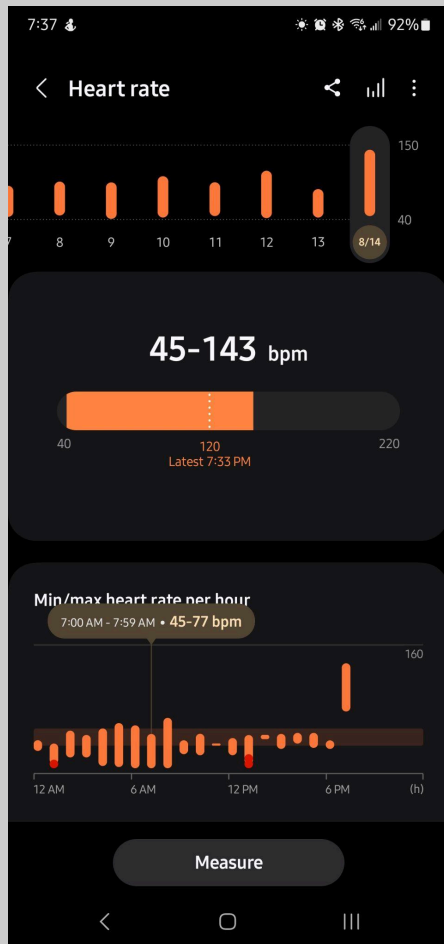 7:37 92%
Heart rate
150
40
7 8 9 10 11 12 13 8/14
45-143 bpm
40 120 220
Latest 7:33 PM
Min/max heart rate per hour
7:00 AM - 7:59 AM • 45-77 bpm
160
12 AM 6 AM 12 PM 6 PM (h)
Measure